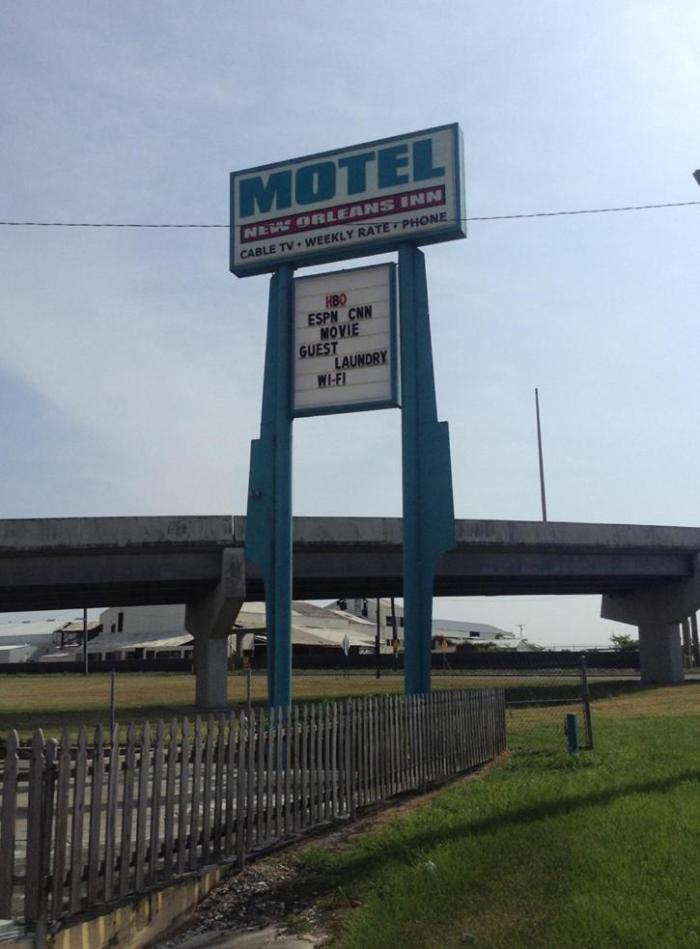 MOTEL
NEW ORLEANS INN
CABLE TV • WEEKLY RATE • PHONE
HBO
ESPN CNN
MOVIE
GUEST
LAUNDRY
WI-FI